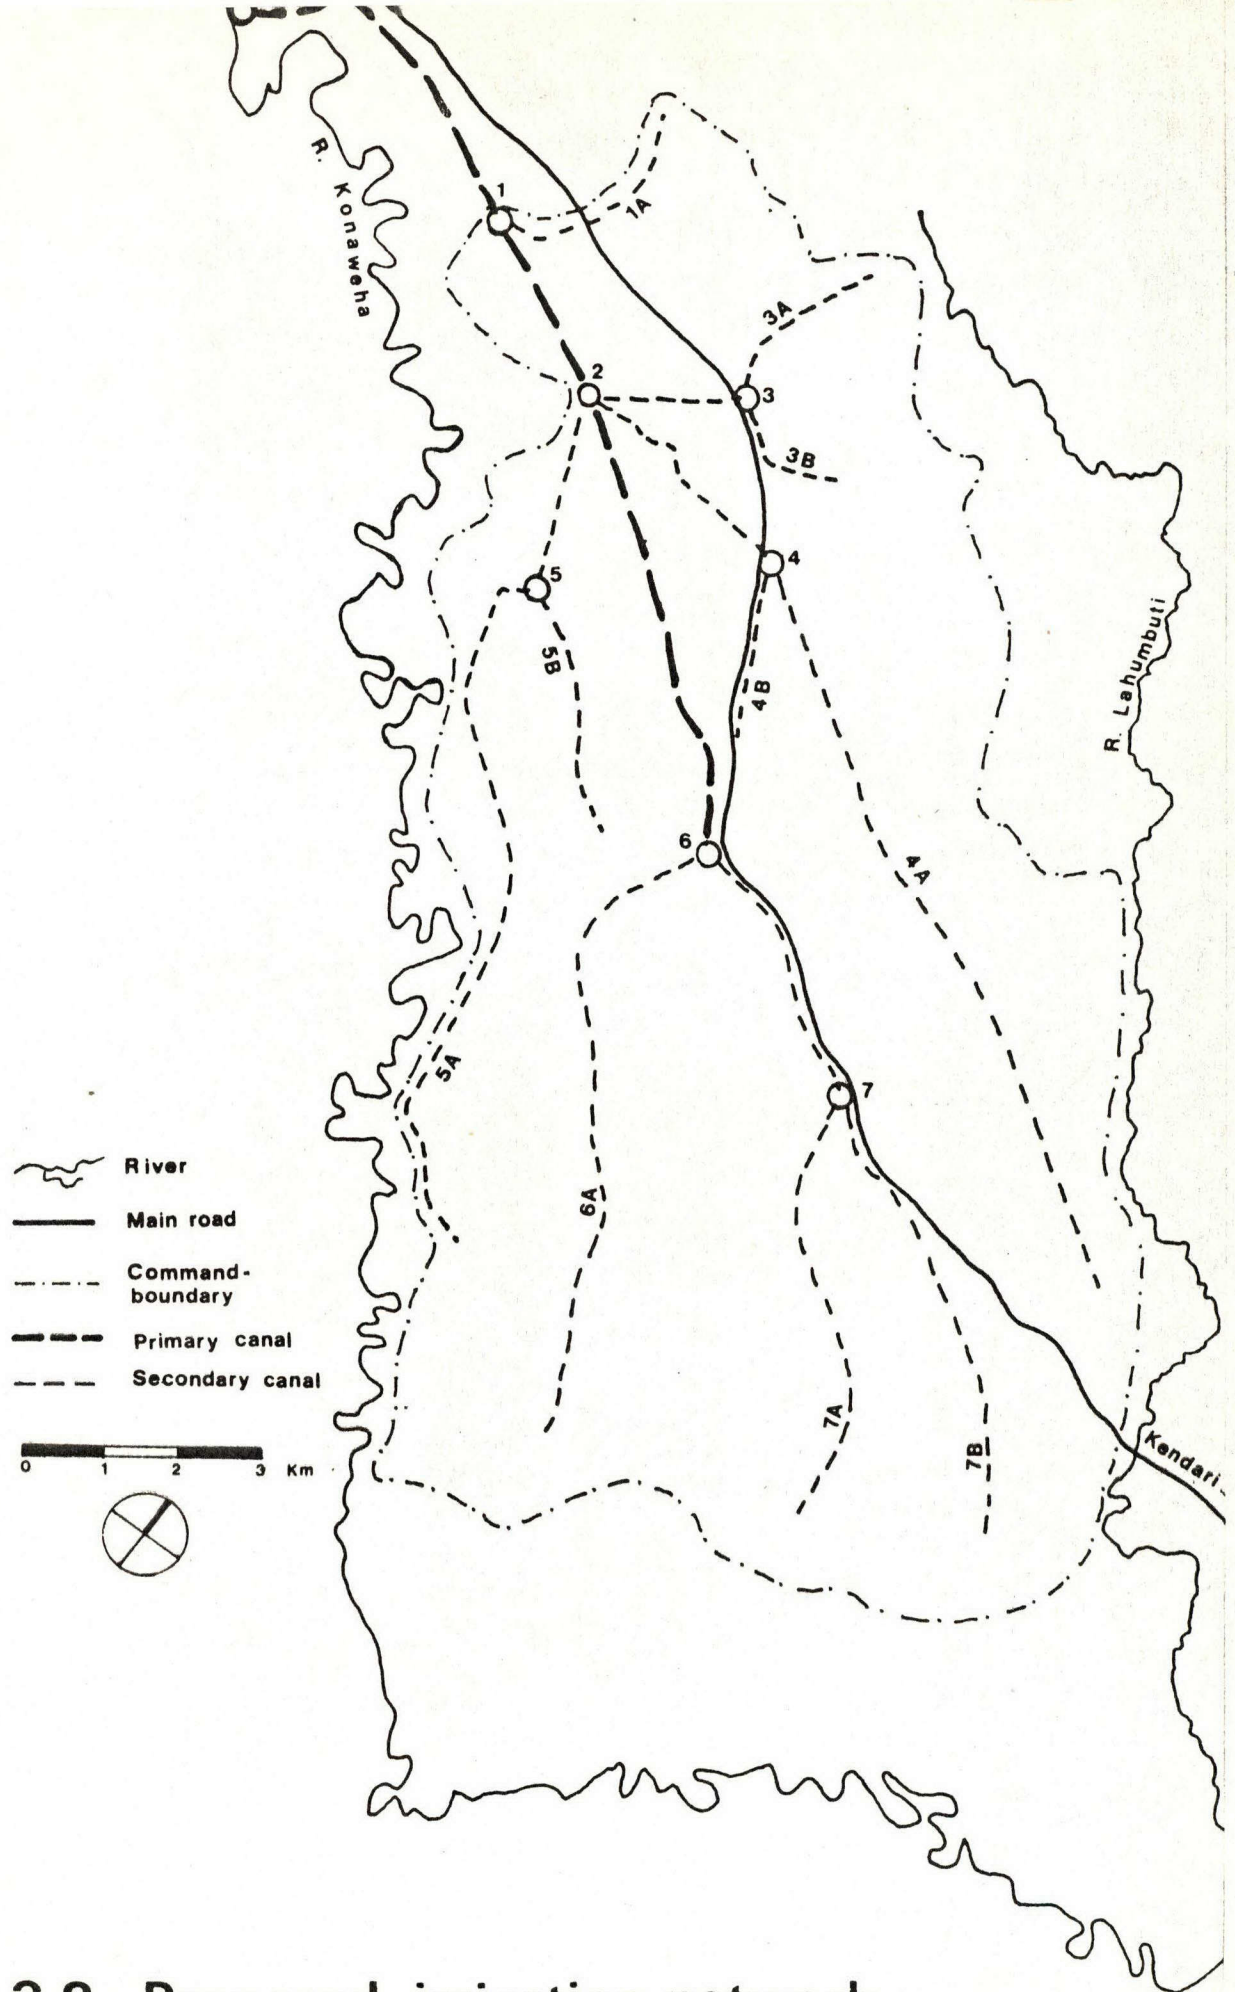 R. Konaweha
1
1A
2
3A
3
3B
4
5
5B
4B
R. Lahumbuti
6
4A
5A
7
6A
7A
7B
Kendari-
River
Main road
Command-
boundary
Primary canal
Secondary canal
0 1 2 3 Km